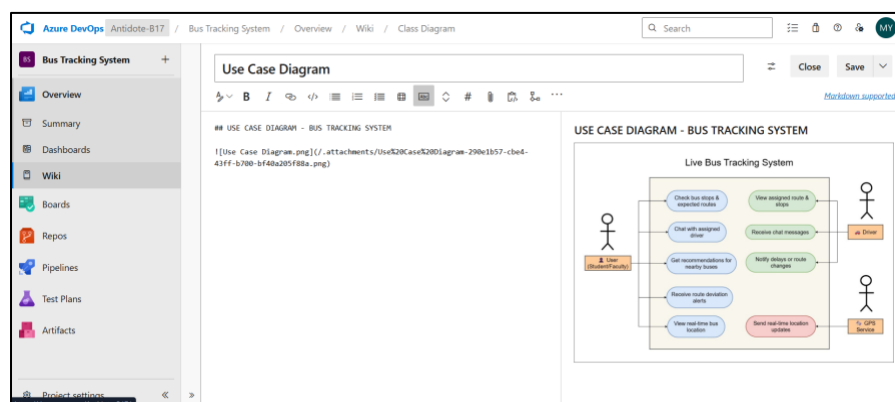 Azure DevOps Antidote-B17 / Bus Tracking System / Overview / Wiki / Class Diagram
Search
MY
BS Bus Tracking System +
Overview
Summary
Dashboards
Wiki
Boards
Repos
Pipelines
Test Plans
Artifacts
Project settings
Use Case Diagram
Close
Save
B I
Markdown supported
## USE CASE DIAGRAM - BUS TRACKING SYSTEM
![Use Case Diagram.png](/.attachments/Use%20Case%20Diagram-290e1b57-cbe4-
43ff-b700-bf40a205f88a.png)
USE CASE DIAGRAM - BUS TRACKING SYSTEM
Live Bus Tracking System
Check bus stops &
expected routes
Chat with assigned
driver
Get recommendations for
nearby buses
Receive route deviation
alerts
View real-time bus
location
View assigned route &
stops
Receive chat messages
Notify delays or route
changes
Send real-time location
updates
User
(Student/Faculty)
Driver
GPS
Service